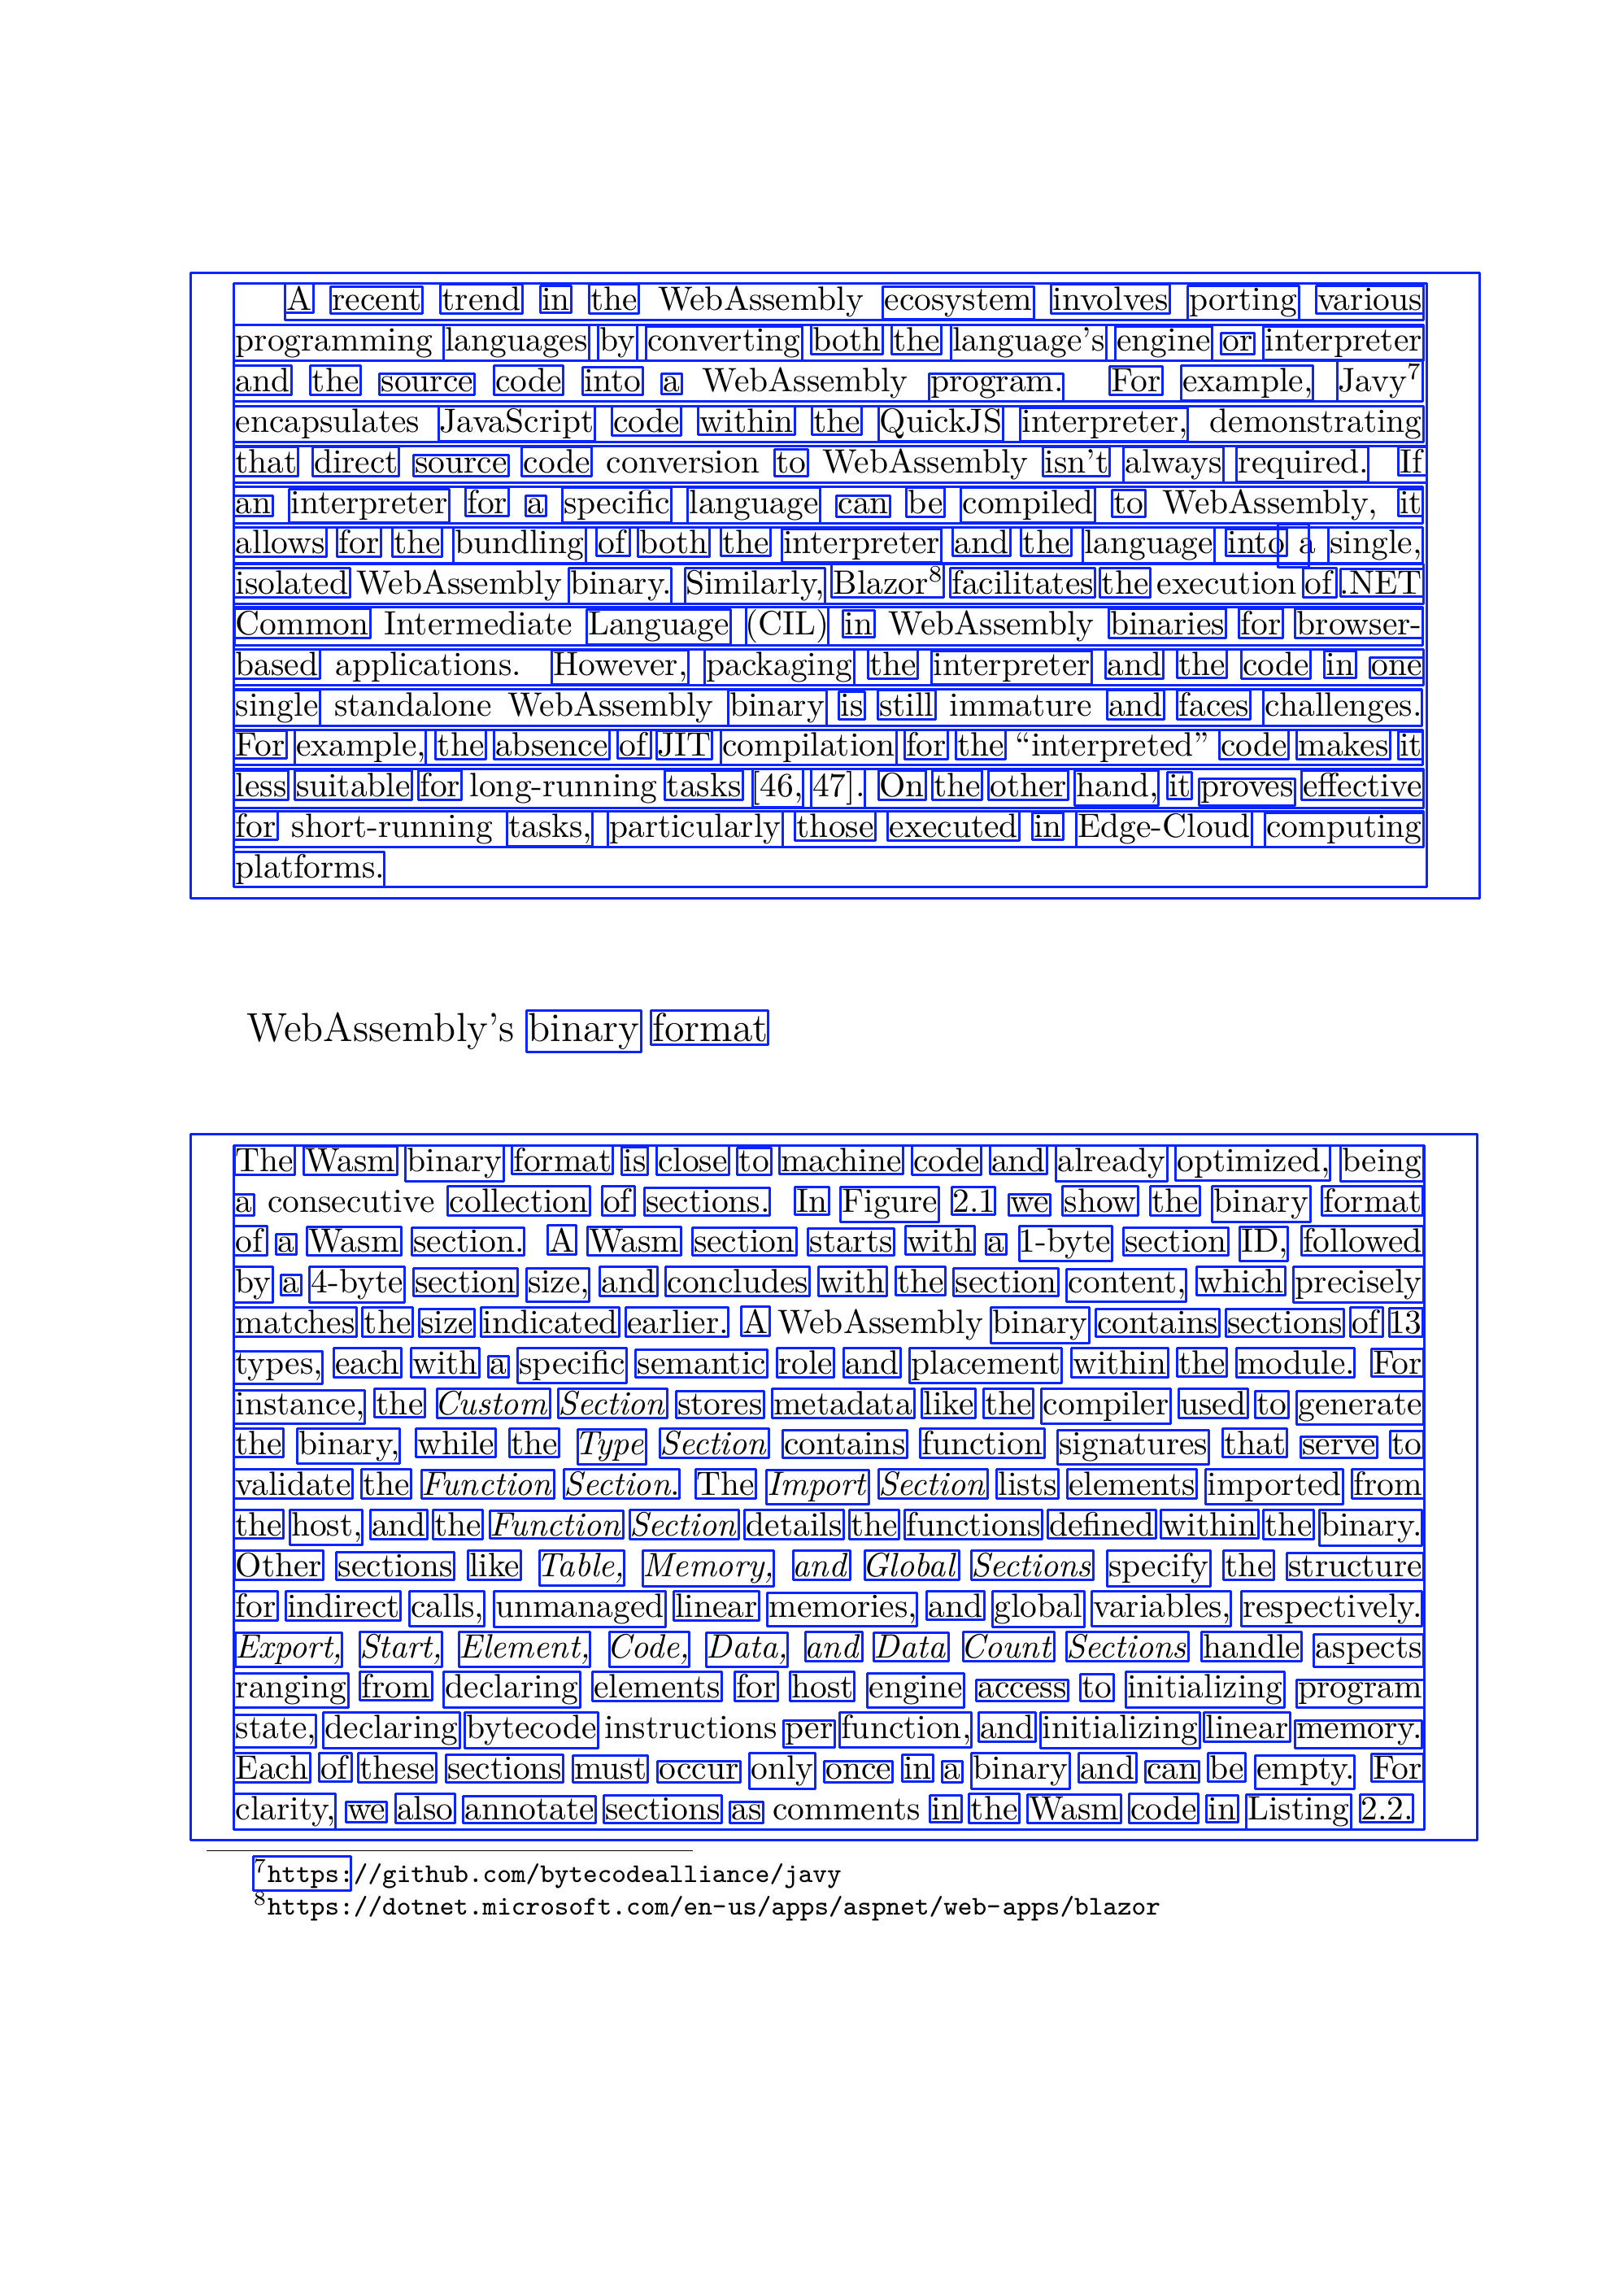 A recent trend in the WebAssembly ecosystem involves porting various
programming languages by converting both the language's engine or interpreter
and the source code into a WebAssembly program. For example, Javy⁷
encapsulates JavaScript code within the QuickJS interpreter, demonstrating
that direct source code conversion to WebAssembly isn't always required. If
an interpreter for a specific language can be compiled to WebAssembly, it
allows for the bundling of both the interpreter and the language into a single,
isolated WebAssembly binary. Similarly, Blazor⁸ facilitates the execution of .NET
Common Intermediate Language (CIL) in WebAssembly binaries for browser-
based applications. However, packaging the interpreter and the code in one
single standalone WebAssembly binary is still immature and faces challenges.
For example, the absence of JIT compilation for the “interpreted” code makes it
less suitable for long-running tasks [46, 47]. On the other hand, it proves effective
for short-running tasks, particularly those executed in Edge-Cloud computing
platforms.
WebAssembly's binary format
The Wasm binary format is close to machine code and already optimized, being
a consecutive collection of sections. In Figure 2.1 we show the binary format
of a Wasm section. A Wasm section starts with a 1-byte section ID, followed
by a 4-byte section size, and concludes with the section content, which precisely
matches the size indicated earlier. A WebAssembly binary contains sections of 13
types, each with a specific semantic role and placement within the module. For
instance, the Custom Section stores metadata like the compiler used to generate
the binary, while the Type Section contains function signatures that serve to
validate the Function Section. The Import Section lists elements imported from
the host, and the Function Section details the functions defined within the binary.
Other sections like Table, Memory, and Global Sections specify the structure
for indirect calls, unmanaged linear memories, and global variables, respectively.
Export, Start, Element, Code, Data, and Data Count Sections handle aspects
ranging from declaring elements for host engine access to initializing program
state, declaring bytecode instructions per function, and initializing linear memory.
Each of these sections must occur only once in a binary and can be empty. For
clarity, we also annotate sections as comments in the Wasm code in Listing 2.2.
⁷https://github.com/bytecodealliance/javy
⁸https://dotnet.microsoft.com/en-us/apps/aspnet/web-apps/blazor